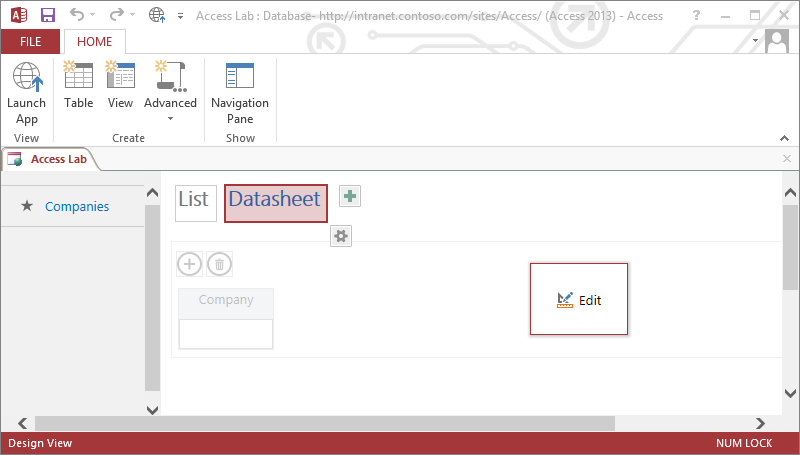 Access Lab : Database- http://intranet.contoso.com/sites/Access/ (Access 2013) - Access
FILE HOME
Launch App Table View Advanced Navigation Pane
View Create Show
Access Lab
Companies
List Datasheet
Company
Edit
Design View NUM LOCK